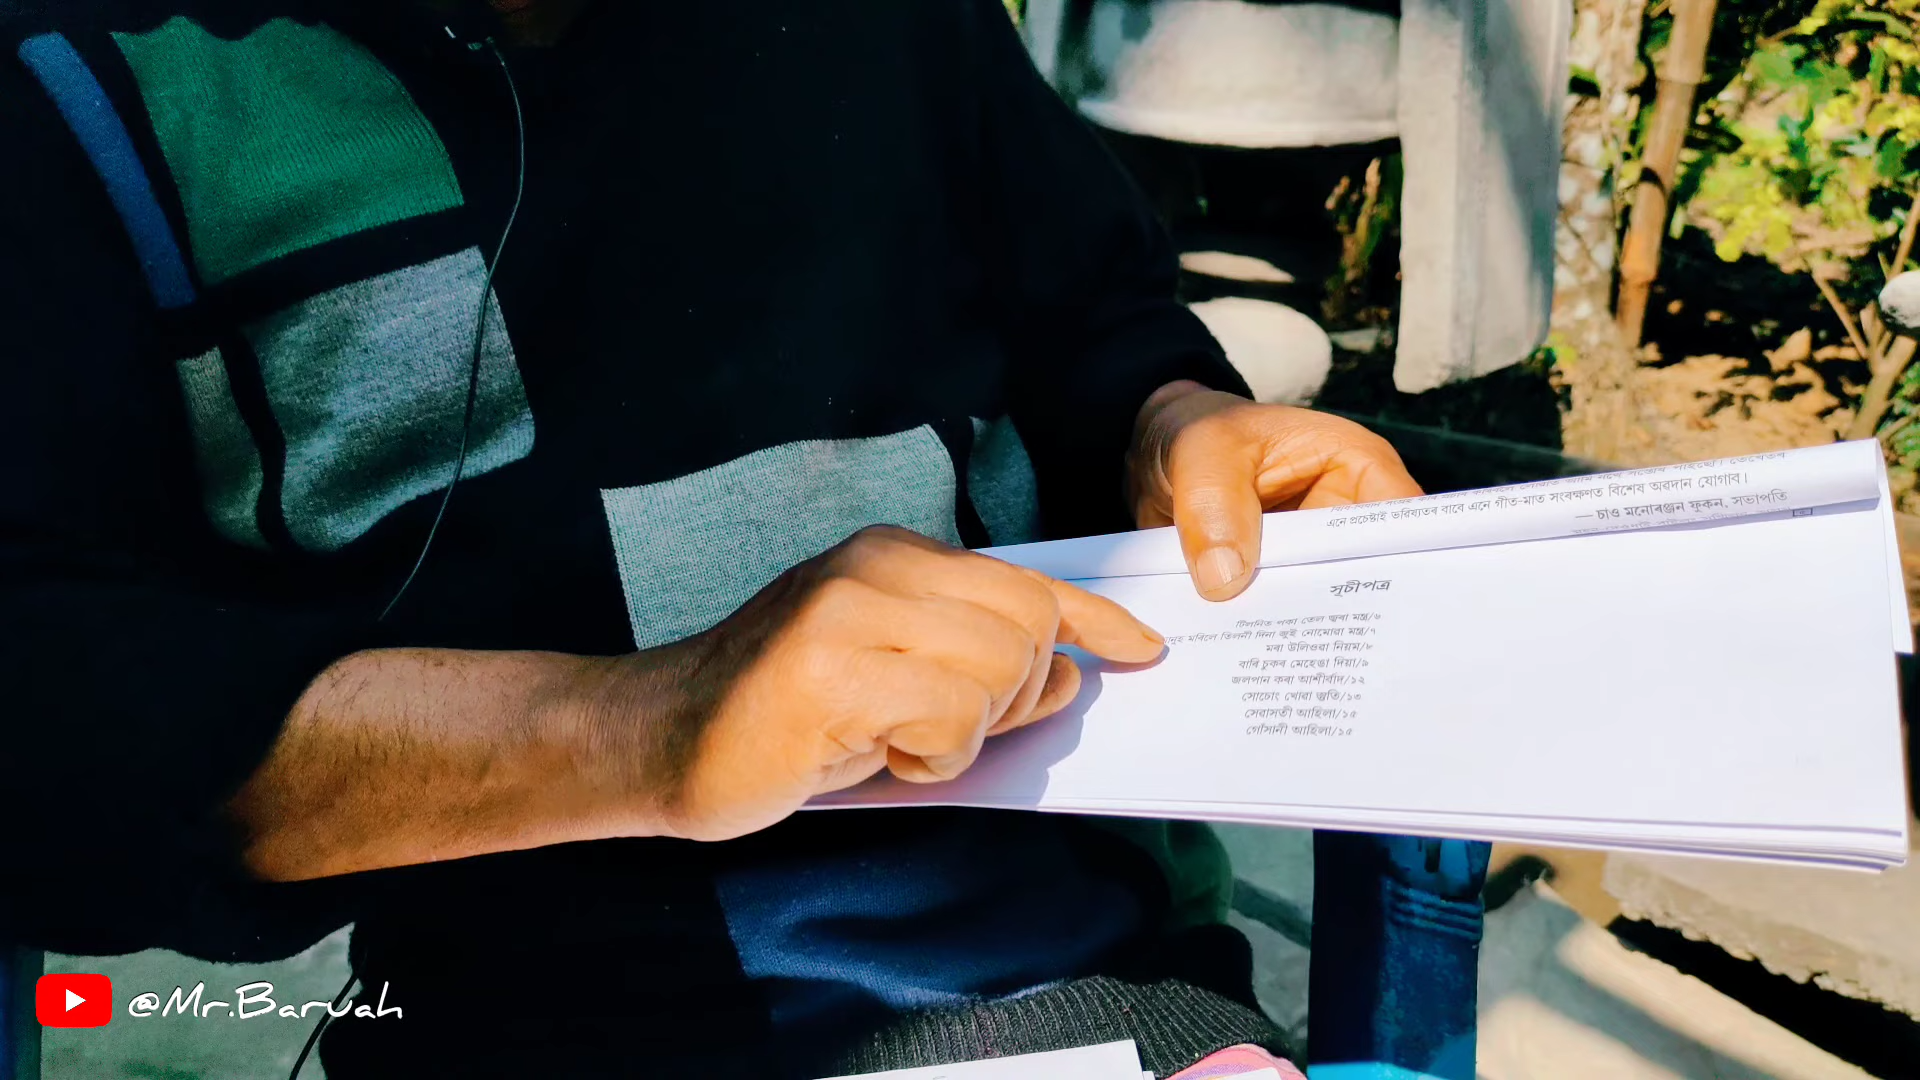 এনে প্ৰচেষ্টাই ভৱিষ্যতৰ বাবে এনে গীত-মাত সংৰক্ষণত বিশেষ অৱদান যোগাব।
— চাও মনোৰঞ্জন ফুকন, সভাপতি
সূচীপত্ৰ
টিলনিত পকা তেল জ্বৰা মন্ত্ৰ/৬
মৰিলে তিলনী দিনা জুই নোমোৱা মন্ত্ৰ/৭
মৰা উলিওৱা নিয়ম/৮
বাৰি চুকৰ মেহেঙা দিয়া/৯
জলপান কৰা আশীৰ্বাদ/১২
সোচোং খোৱা স্তুতি/১৩
সেৱাসতী আহিলা/১৫
গোঁসানী আহিলা/১৫
@Mr.Baruah